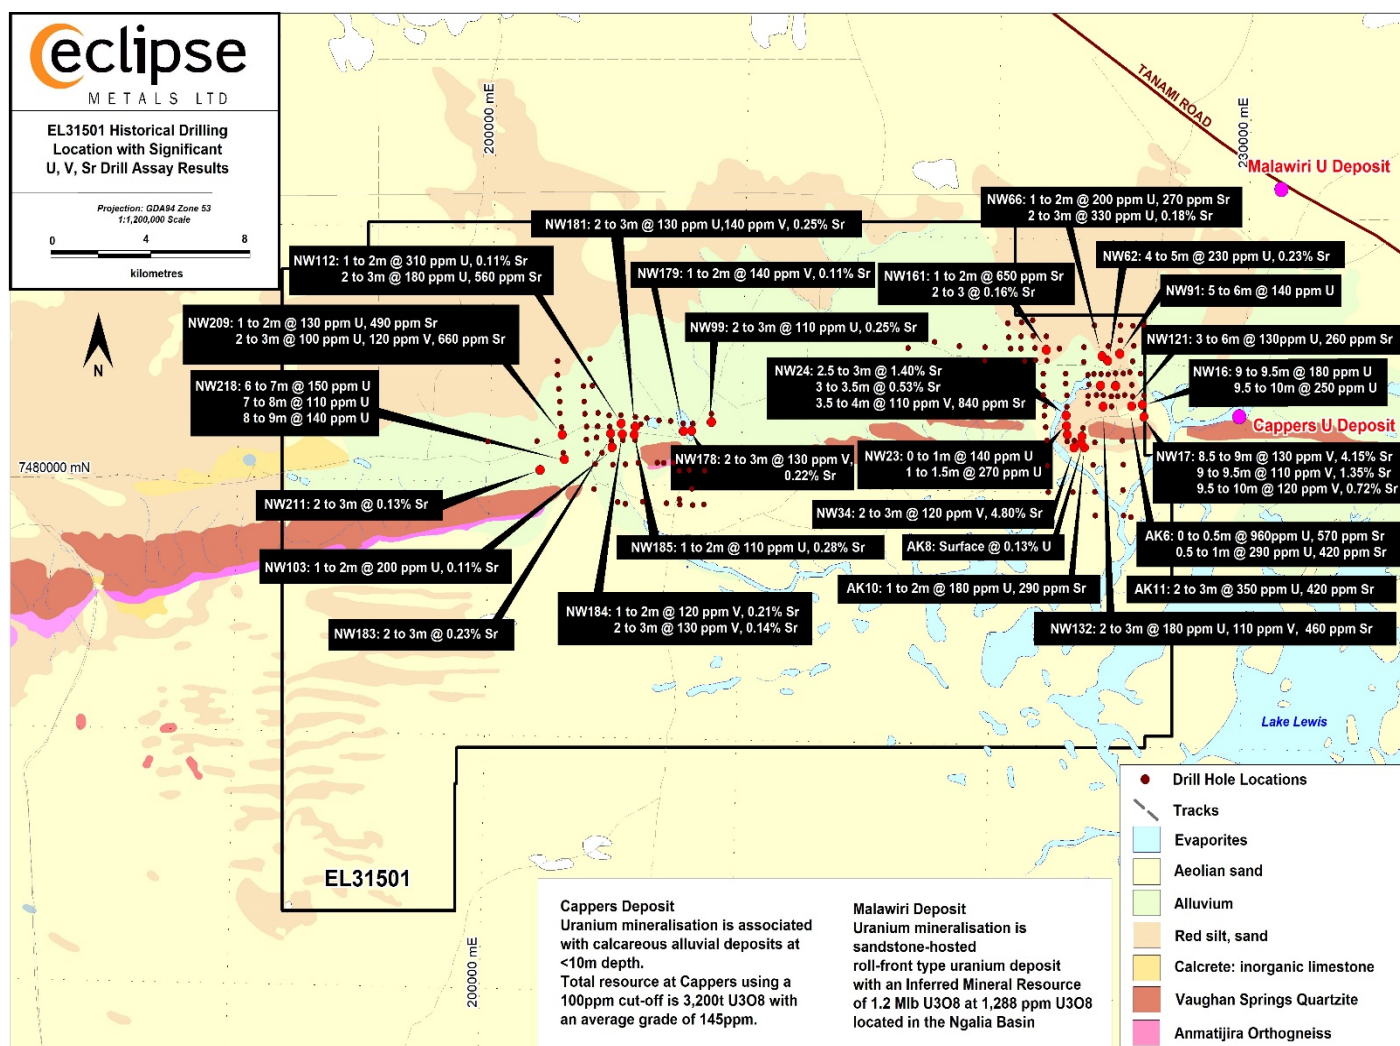 eclipse
METALS LTD
EL31501 Historical Drilling
Location with Significant
U, V, Sr Drill Assay Results
Projection: GDA94 Zone 53
1:1,200,000 Scale
0 4 8
kilometres
N
200000 mE
230000 mE
TANAMI ROAD
Malawiri U Deposit
NW66: 1 to 2m @ 200 ppm U, 270 ppm Sr
2 to 3m @ 330 ppm U, 0.18% Sr
NW181: 2 to 3m @ 130 ppm U,140 ppm V, 0.25% Sr
NW62: 4 to 5m @ 230 ppm U, 0.23% Sr
NW112: 1 to 2m @ 310 ppm U, 0.11% Sr
2 to 3m @ 180 ppm U, 560 ppm Sr
NW179: 1 to 2m @ 140 ppm V, 0.11% Sr
NW161: 1 to 2m @ 650 ppm Sr
2 to 3 @ 0.16% Sr
NW91: 5 to 6m @ 140 ppm U
NW209: 1 to 2m @ 130 ppm U, 490 ppm Sr
2 to 3m @ 100 ppm U, 120 ppm V, 660 ppm Sr
NW99: 2 to 3m @ 110 ppm U, 0.25% Sr
NW121: 3 to 6m @ 130ppm U, 260 ppm Sr
NW218: 6 to 7m @ 150 ppm U
7 to 8m @ 110 ppm U
8 to 9m @ 140 ppm U
NW24: 2.5 to 3m @ 1.40% Sr
3 to 3.5m @ 0.53% Sr
3.5 to 4m @ 110 ppm V, 840 ppm Sr
NW16: 9 to 9.5m @ 180 ppm U
9.5 to 10m @ 250 ppm U
Cappers U Deposit
7480000 mN
NW178: 2 to 3m @ 130 ppm V,
0.22% Sr
NW23: 0 to 1m @ 140 ppm U
1 to 1.5m @ 270 ppm U
NW17: 8.5 to 9m @ 130 ppm V, 4.15% Sr
9 to 9.5m @ 110 ppm V, 1.35% Sr
9.5 to 10m @ 120 ppm V, 0.72% Sr
NW211: 2 to 3m @ 0.13% Sr
NW34: 2 to 3m @ 120 ppm V, 4.80% Sr
NW185: 1 to 2m @ 110 ppm U, 0.28% Sr
AK8: Surface @ 0.13% U
AK6: 0 to 0.5m @ 960ppm U, 570 ppm Sr
0.5 to 1m @ 290 ppm U, 420 ppm Sr
NW103: 1 to 2m @ 200 ppm U, 0.11% Sr
AK10: 1 to 2m @ 180 ppm U, 290 ppm Sr
AK11: 2 to 3m @ 350 ppm U, 420 ppm Sr
NW183: 2 to 3m @ 0.23% Sr
NW184: 1 to 2m @ 120 ppm V, 0.21% Sr
2 to 3m @ 130 ppm V, 0.14% Sr
NW132: 2 to 3m @ 180 ppm U, 110 ppm V, 460 ppm Sr
Lake Lewis
EL31501
200000 mE
Cappers Deposit
Uranium mineralisation is associated
with calcareous alluvial deposits at
<10m depth.
Total resource at Cappers using a
100ppm cut-off is 3,200t U3O8 with
an average grade of 145ppm.
Malawiri Deposit
Uranium mineralisation is
sandstone-hosted
roll-front type uranium deposit
with an Inferred Mineral Resource
of 1.2 Mlb U3O8 at 1,288 ppm U3O8
located in the Ngalia Basin
Drill Hole Locations
Tracks
Evaporites
Aeolian sand
Alluvium
Red silt, sand
Calcrete: inorganic limestone
Vaughan Springs Quartzite
Anmatijira Orthogneiss